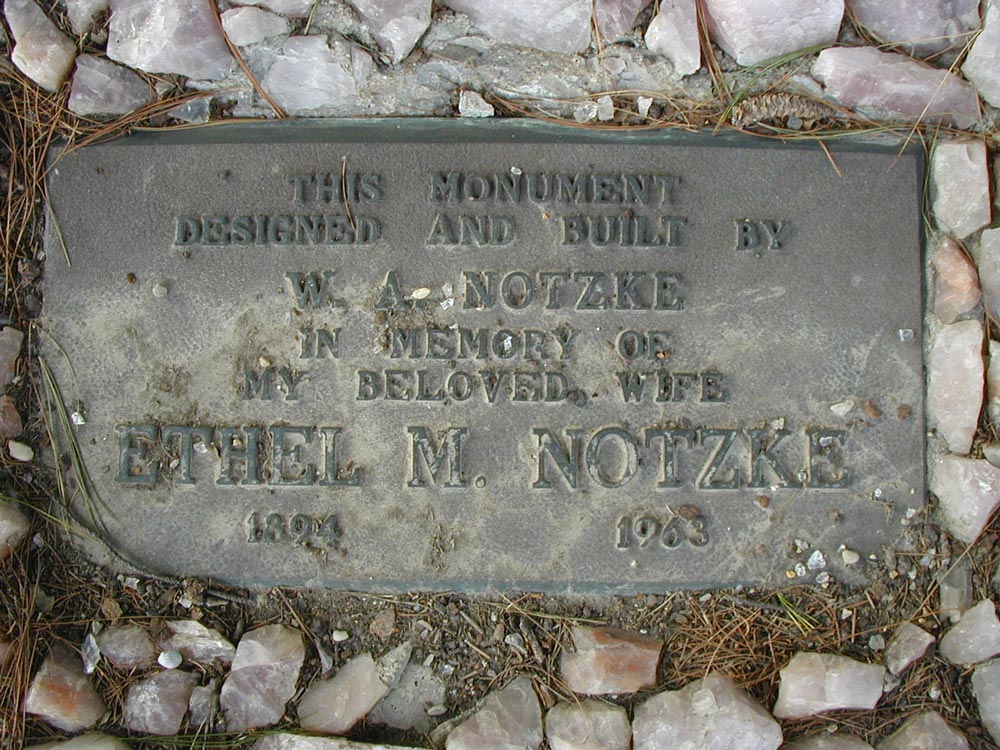 THIS MONUMENT
DESIGNED AND BUILT BY
W. A. NOTZKE
IN MEMORY OF
MY BELOVED WIFE
ETHEL M. NOTZKE
1894 1963